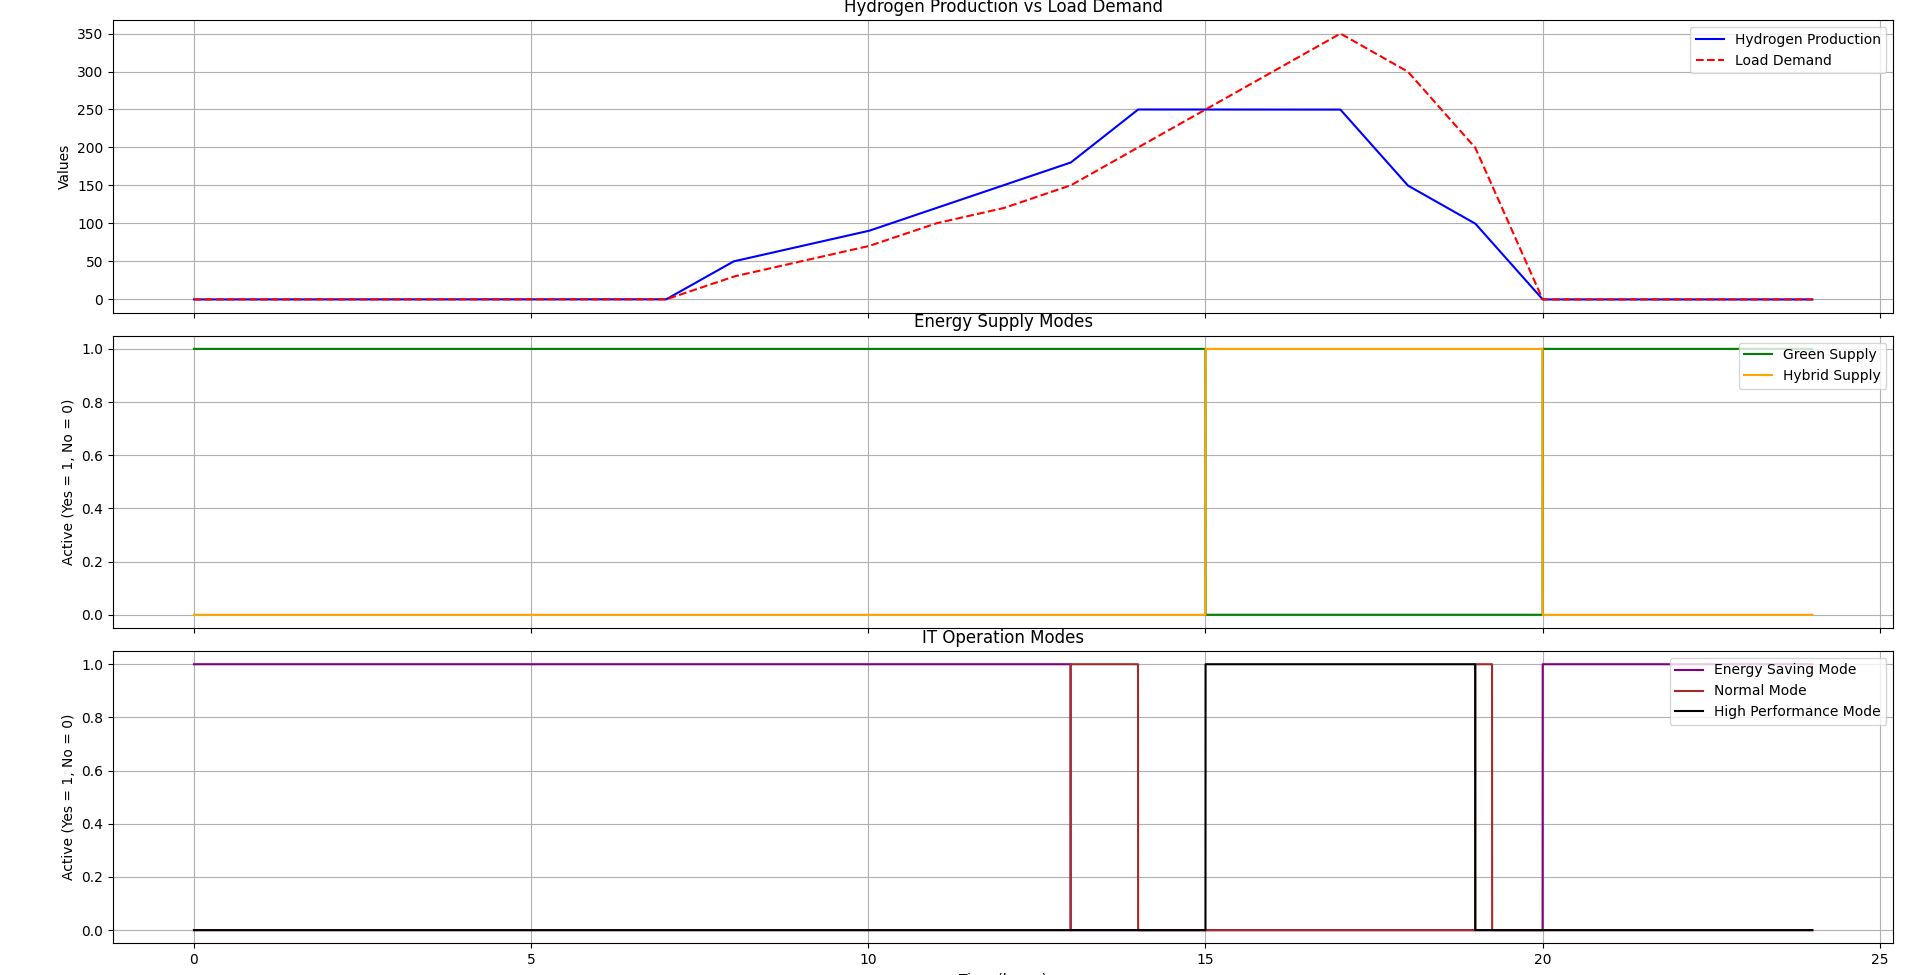 Hydrogen Production vs Load Demand
Values
350
300
250
200
150
100
50
0
Hydrogen Production
Load Demand
Energy Supply Modes
Active (Yes = 1, No = 0)
1.0
0.8
0.6
0.4
0.2
0.0
Green Supply
Hybrid Supply
IT Operation Modes
Active (Yes = 1, No = 0)
1.0
0.8
0.6
0.4
0.2
0.0
Energy Saving Mode
Normal Mode
High Performance Mode
0 5 10 15 20 25